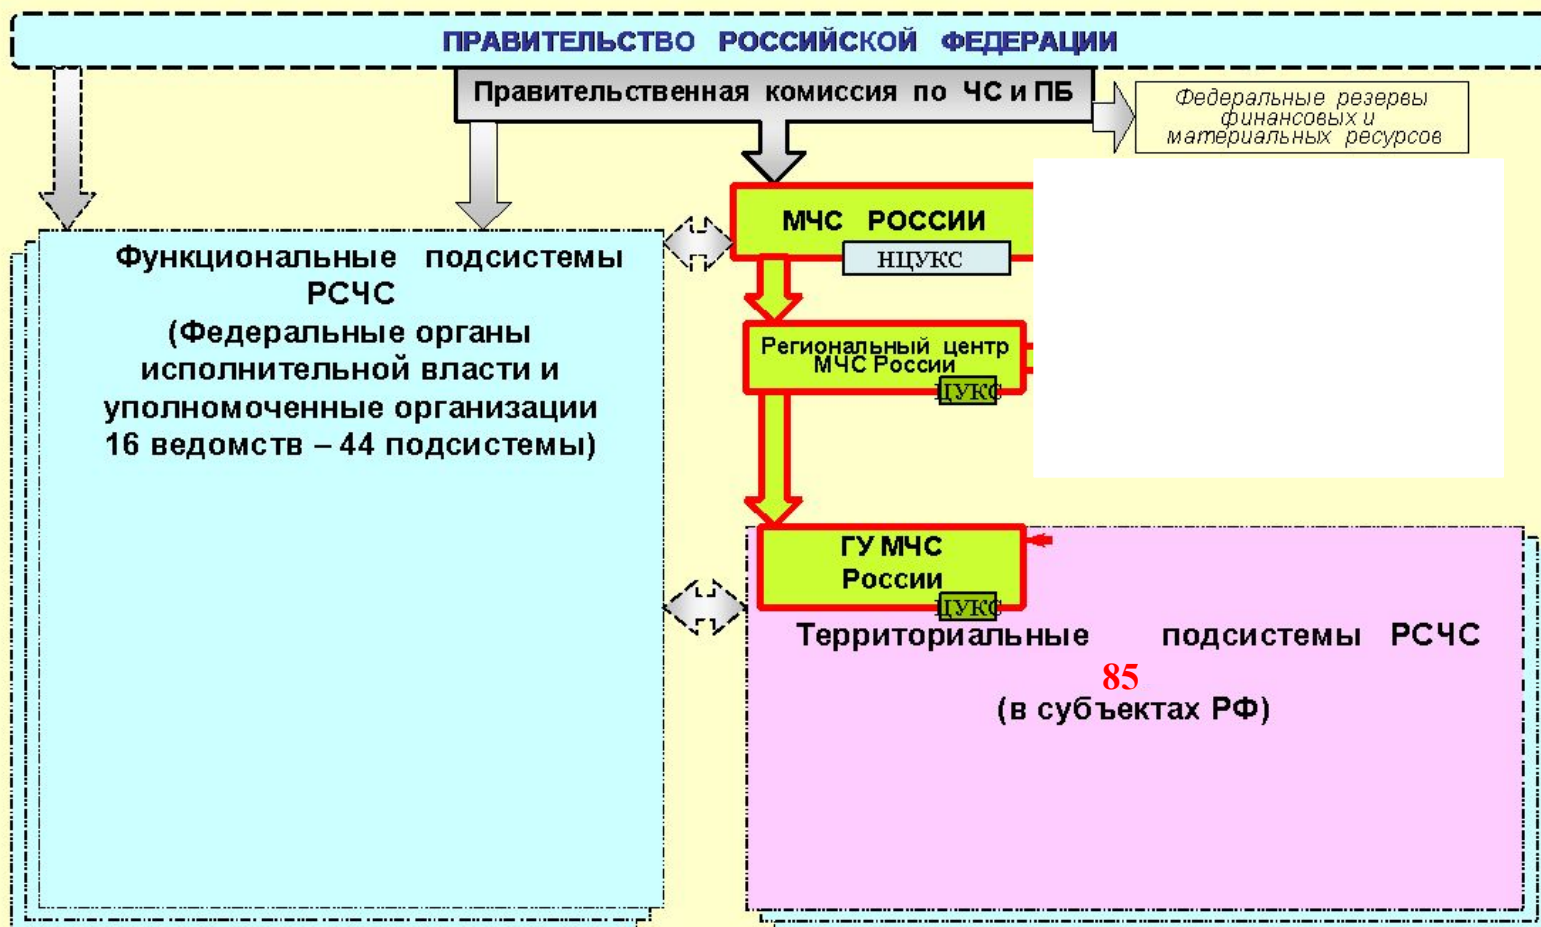 ПРАВИТЕЛЬСТВО РОССИЙСКОЙ ФЕДЕРАЦИИ
Правительственная комиссия по ЧС и ПБ
Федеральные резервы
финансовых и
материальных ресурсов
МЧС РОССИИ
НЦУКС
Функциональные подсистемы
РСЧС
(Федеральные органы
исполнительной власти и
уполномоченные организации
16 ведомств – 44 подсистемы)
Региональный центр
МЧС России
ЦУКС
ГУ МЧС
России
ЦУКС
Территориальные подсистемы РСЧС
85
(в субъектах РФ)